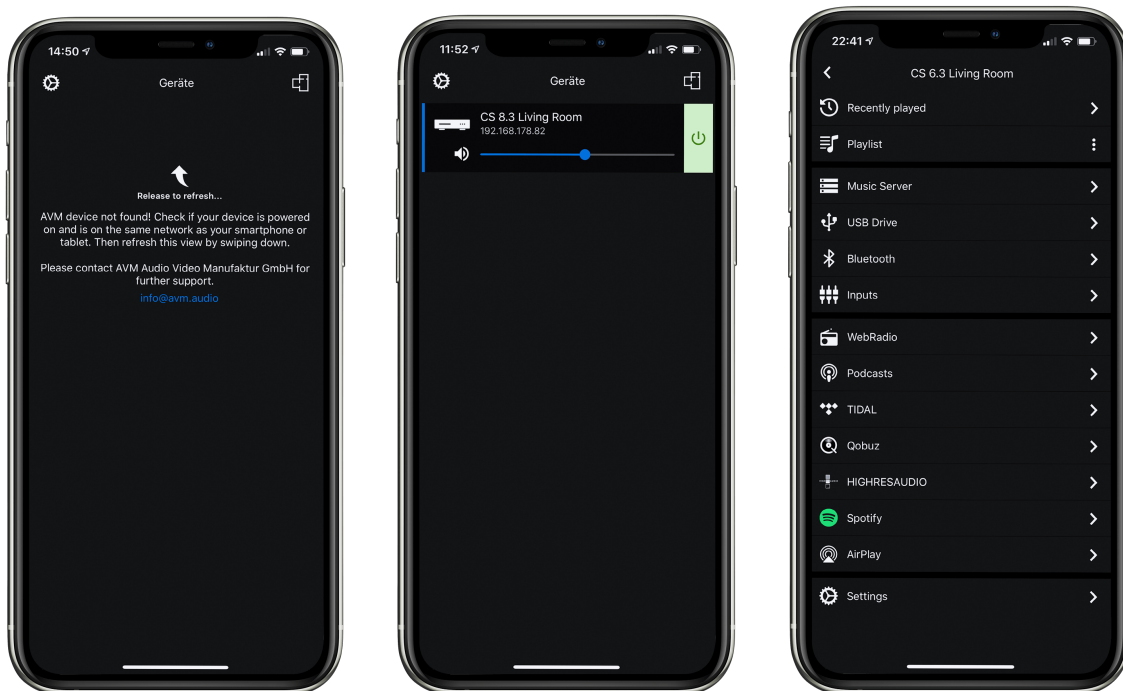 14:50
Geräte
Release to refresh...
AVM device not found! Check if your device is powered
on and is on the same network as your smartphone or
tablet. Then refresh this view by swiping down.
Please contact AVM Audio Video Manufaktur GmbH for
further support.
info@avm.audio
11:52
Geräte
CS 8.3 Living Room
192.168.178.82
22:41
CS 6.3 Living Room
Recently played
Playlist
Music Server
USB Drive
Bluetooth
Inputs
WebRadio
Podcasts
TIDAL
Qobuz
HIGHRESAUDIO
Spotify
AirPlay
Settings